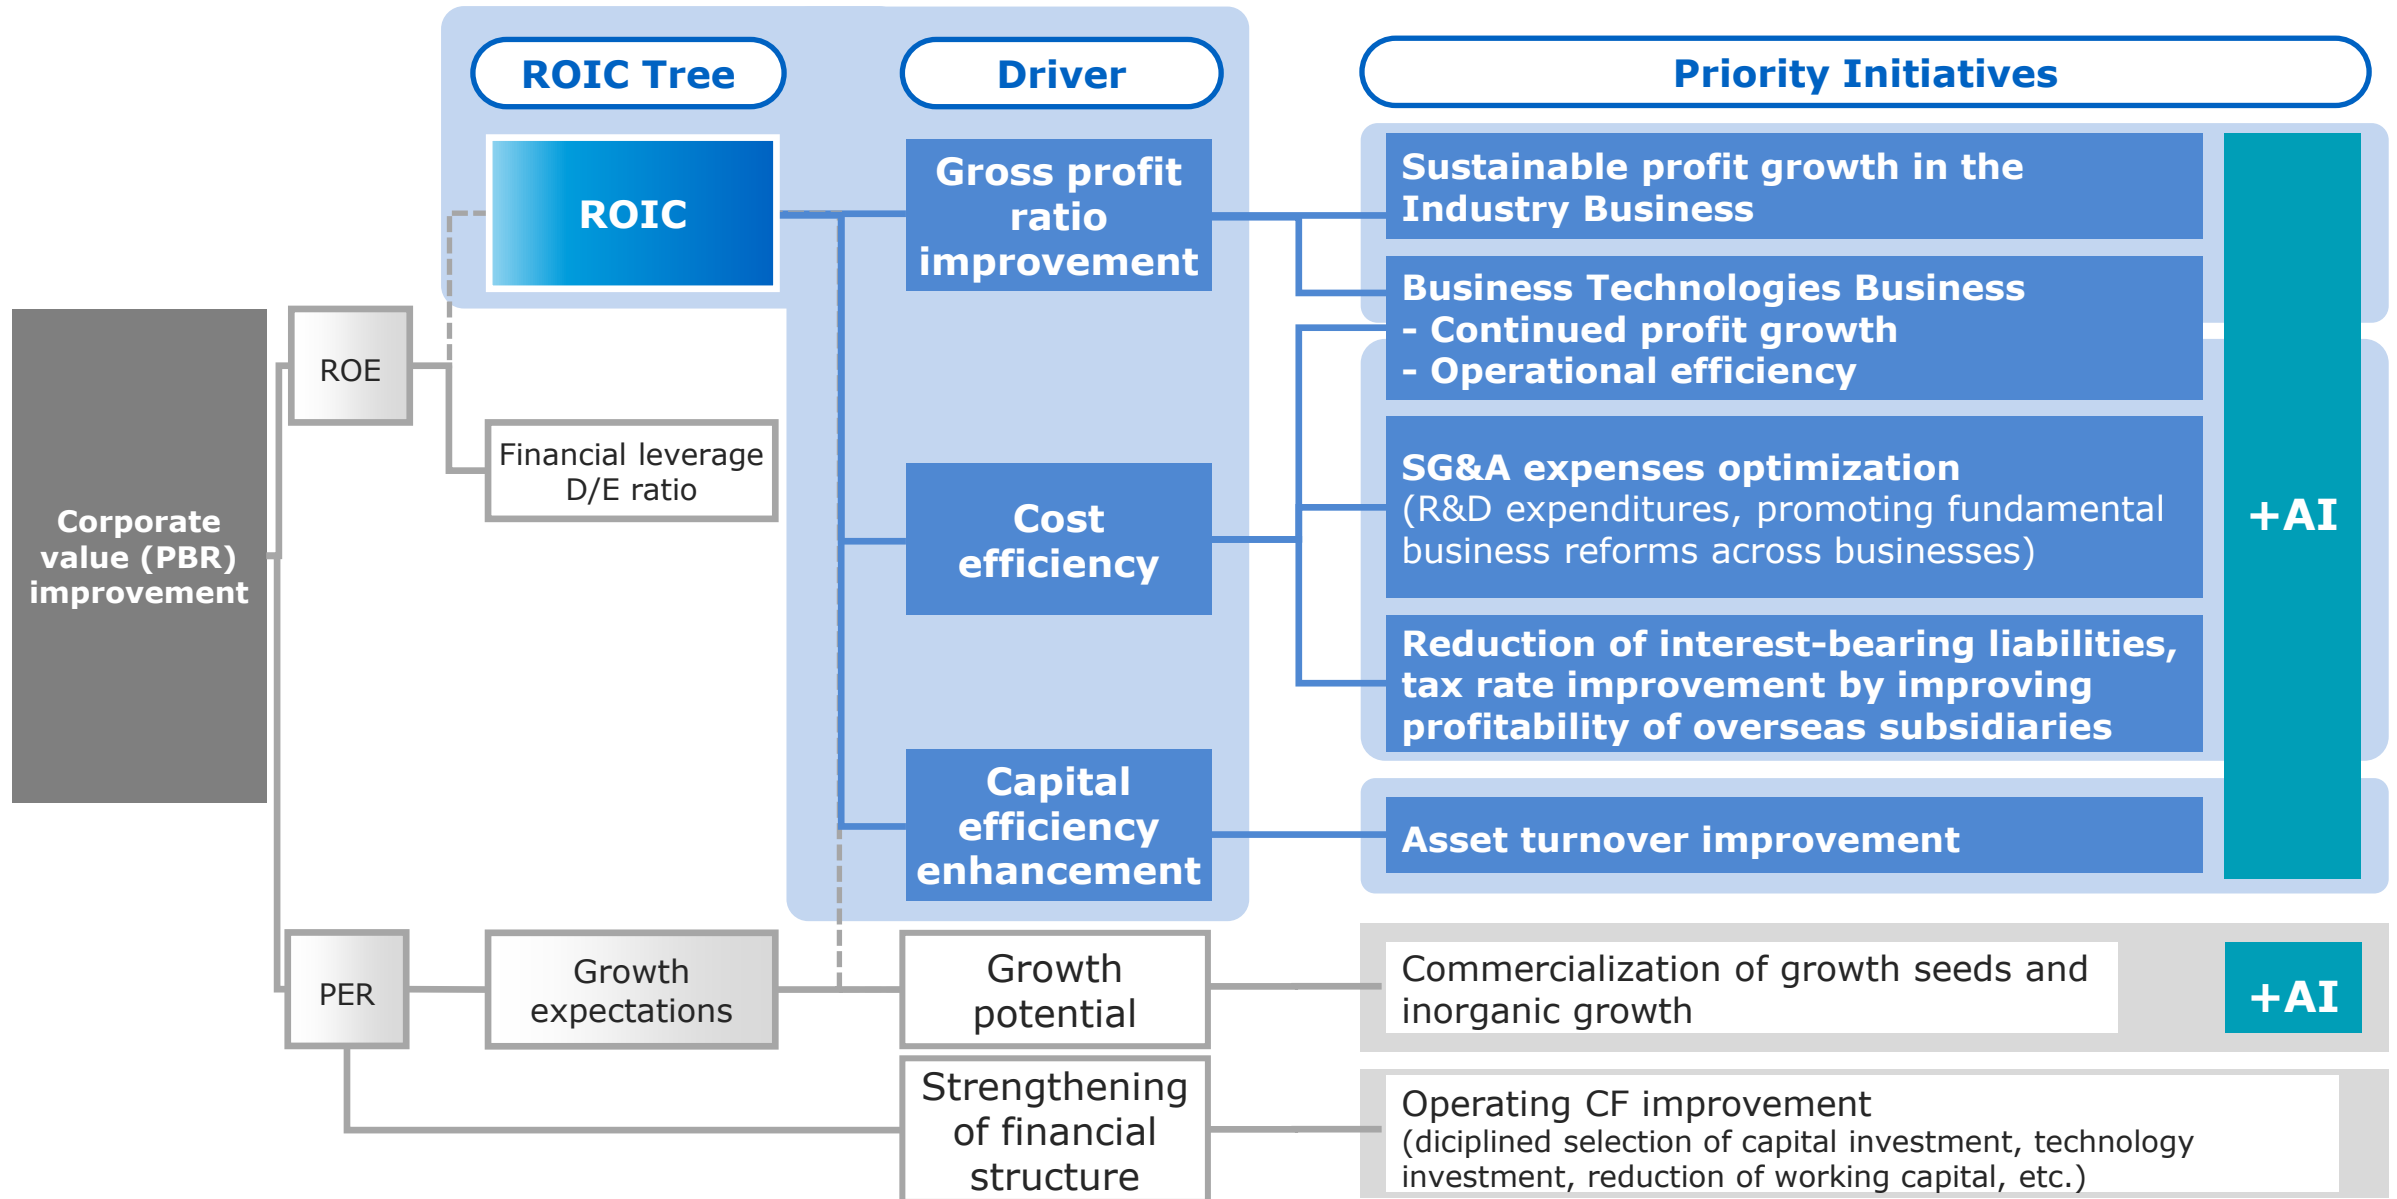 ROIC Tree
Driver
Priority Initiatives
Corporate
value (PBR)
improvement
ROE
ROIC
Financial leverage
D/E ratio
Gross profit
ratio
improvement
Cost
efficiency
Capital
efficiency
enhancement
Sustainable profit growth in the
Industry Business
Business Technologies Business
- Continued profit growth
- Operational efficiency
SG&A expenses optimization
(R&D expenditures, promoting fundamental
business reforms across businesses)
Reduction of interest-bearing liabilities,
tax rate improvement by improving
profitability of overseas subsidiaries
Asset turnover improvement
+AI
PER
Growth
expectations
Growth
potential
Commercialization of growth seeds and
inorganic growth
+AI
Strengthening
of financial
structure
Operating CF improvement
(diciplined selection of capital investment, technology
investment, reduction of working capital, etc.)